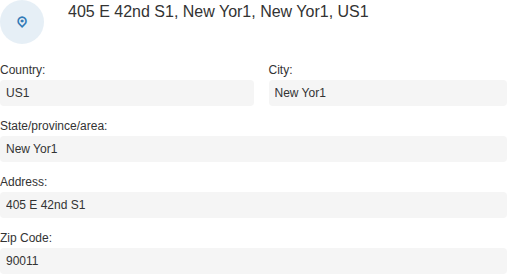 405 E 42nd S1, New Yor1, New Yor1, US1
Country:
City:
US1
New Yor1
State/province/area:
New Yor1
Address:
405 E 42nd S1
Zip Code:
90011